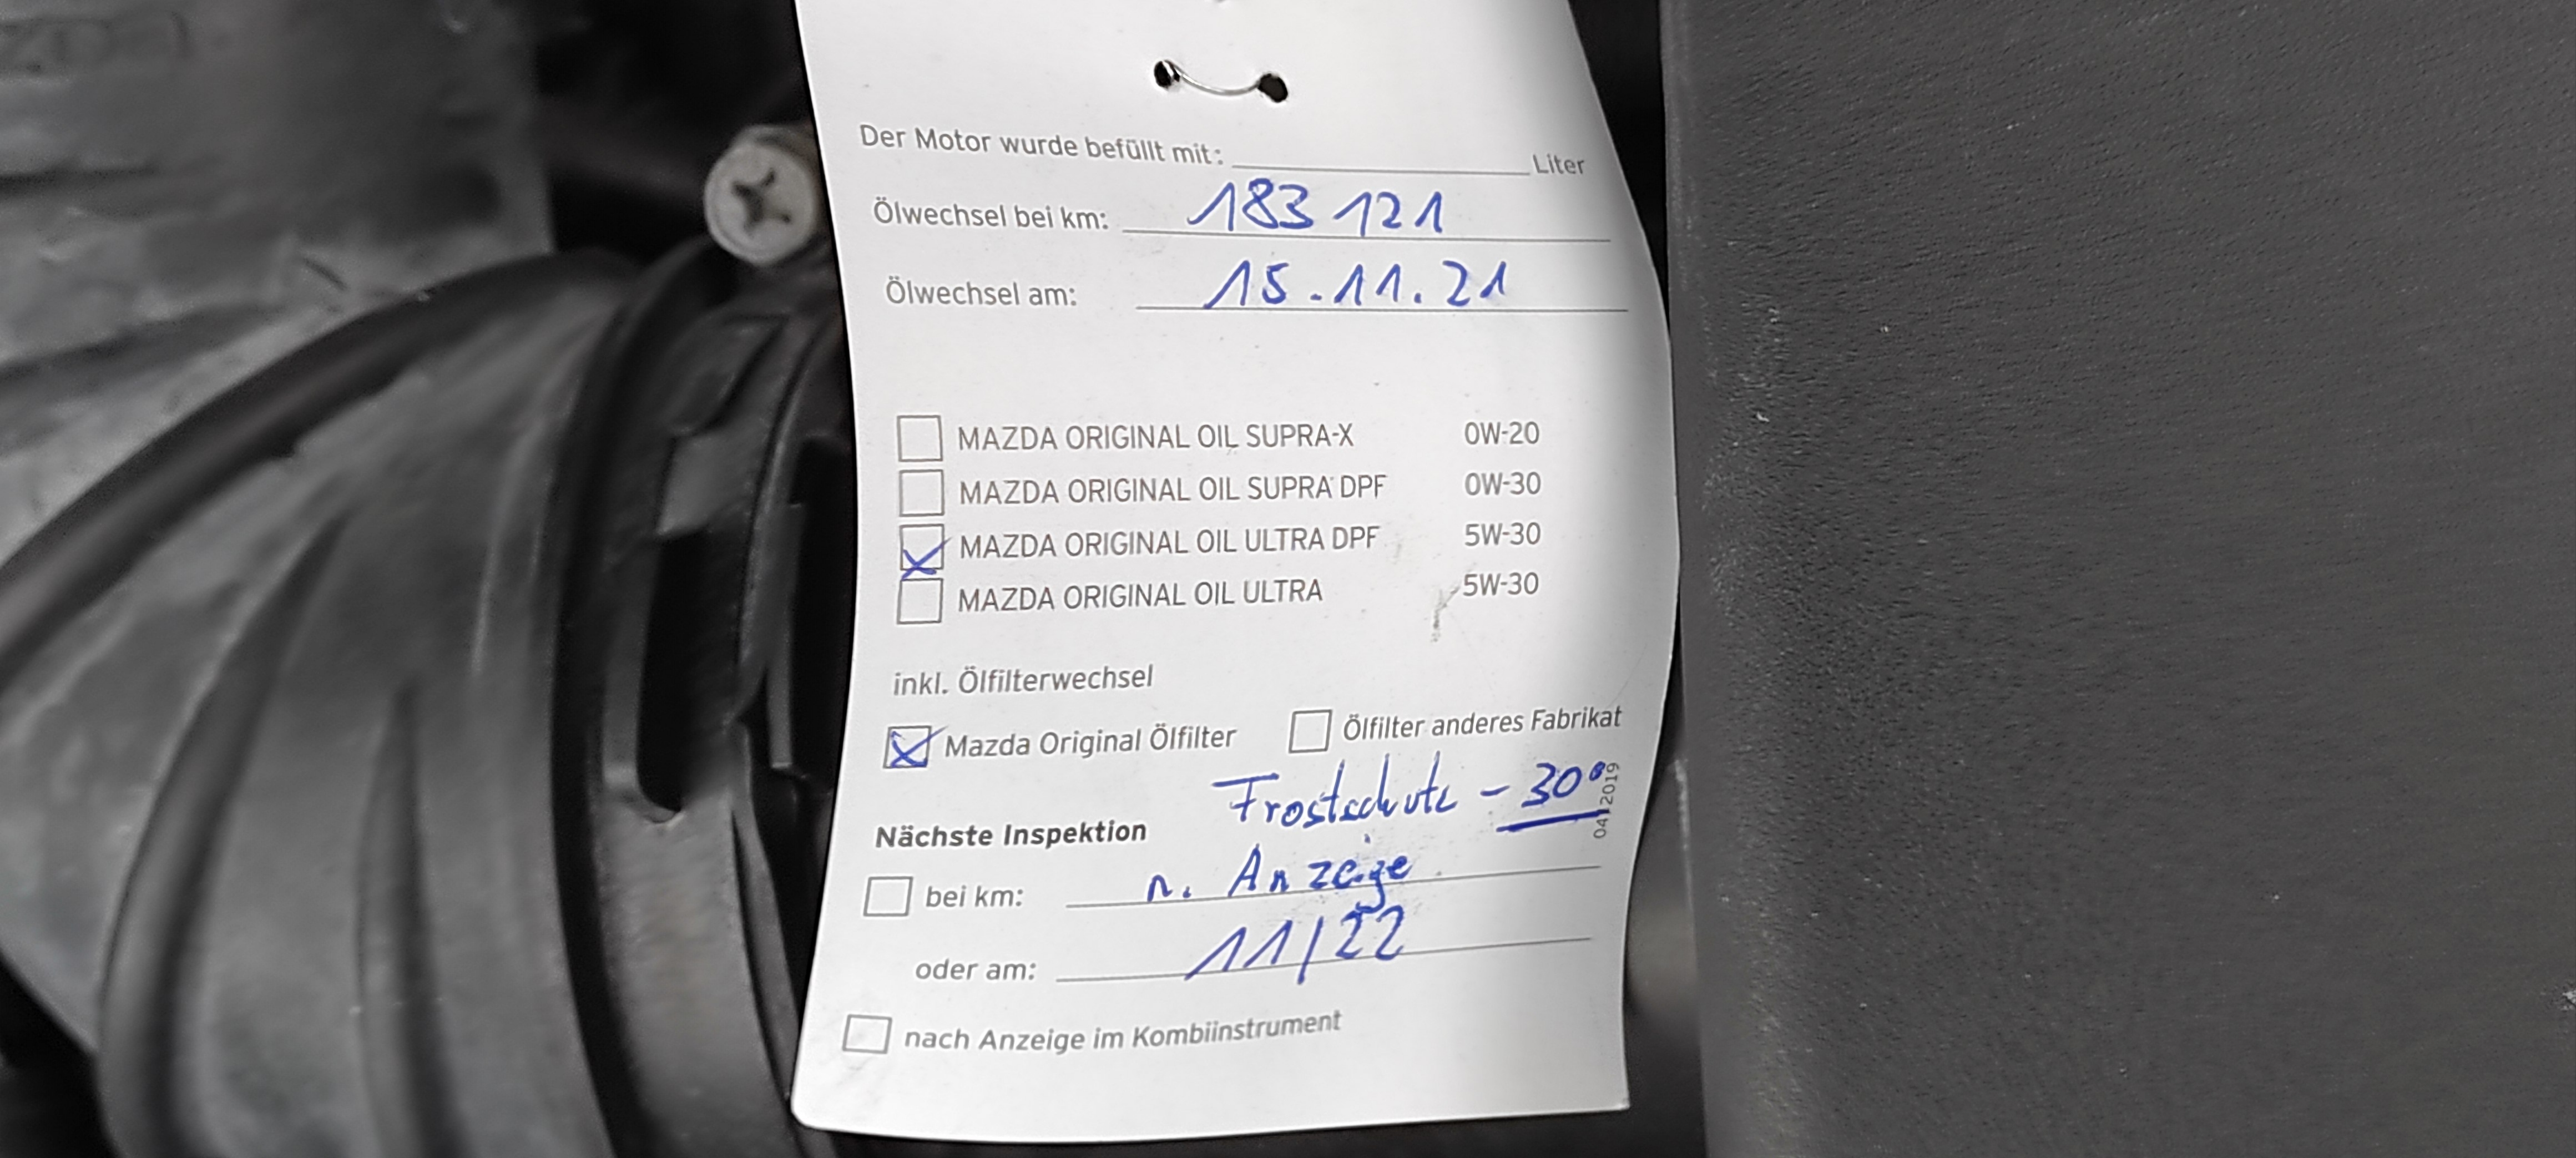 Der Motor wurde befüllt mit: Liter
Ölwechsel bei km: 183 121
Ölwechsel am: 15.11.21
MAZDA ORIGINAL OIL SUPRA-X 0W-20
MAZDA ORIGINAL OIL SUPRA DPF 0W-30
MAZDA ORIGINAL OIL ULTRA DPF 5W-30
MAZDA ORIGINAL OIL ULTRA 5W-30
inkl. Ölfilterwechsel
Mazda Original Ölfilter Ölfilter anderes Fabrikat
Frostschutz - 30°
04|2019
Nächste Inspektion
bei km: n. Anzeige
oder am: 11/22
nach Anzeige im Kombiinstrument